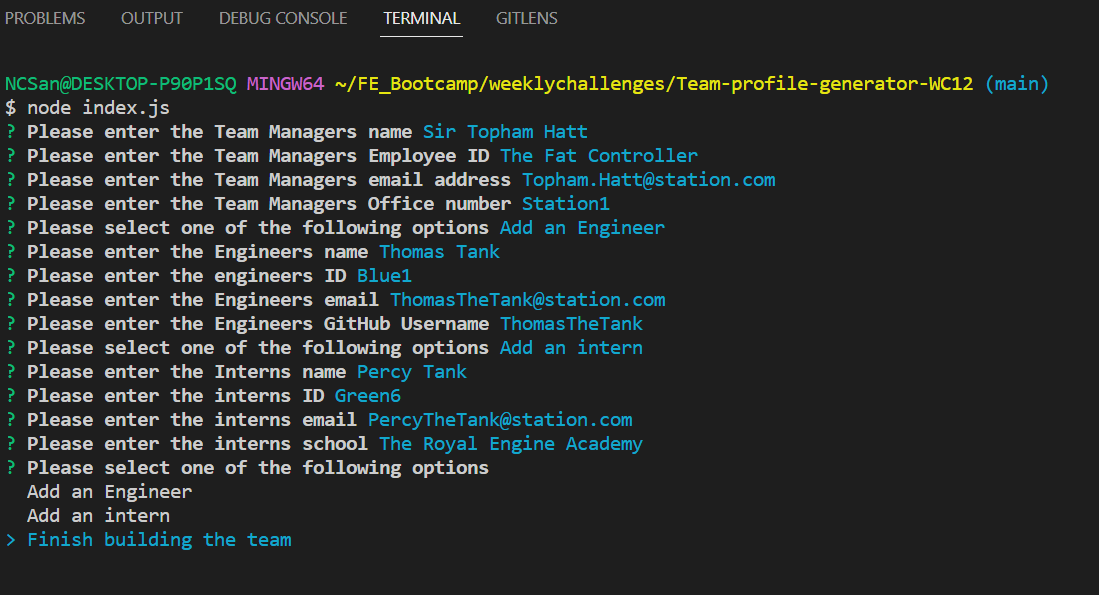 PROBLEMS OUTPUT DEBUG CONSOLE TERMINAL GITLENS
NCSan@DESKTOP-P90P1SQ MINGW64 ~/FE_Bootcamp/weeklychallenges/Team-profile-generator-WC12 (main)
$ node index.js
? Please enter the Team Managers name Sir Topham Hatt
? Please enter the Team Managers Employee ID The Fat Controller
? Please enter the Team Managers email address Topham.Hatt@station.com
? Please enter the Team Managers Office number Station1
? Please select one of the following options Add an Engineer
? Please enter the Engineers name Thomas Tank
? Please enter the engineers ID Blue1
? Please enter the Engineers email ThomasTheTank@station.com
? Please enter the Engineers GitHub Username ThomasTheTank
? Please select one of the following options Add an intern
? Please enter the Interns name Percy Tank
? Please enter the interns ID Green6
? Please enter the interns email PercyTheTank@station.com
? Please enter the interns school The Royal Engine Academy
? Please select one of the following options
Add an Engineer
Add an intern
> Finish building the team